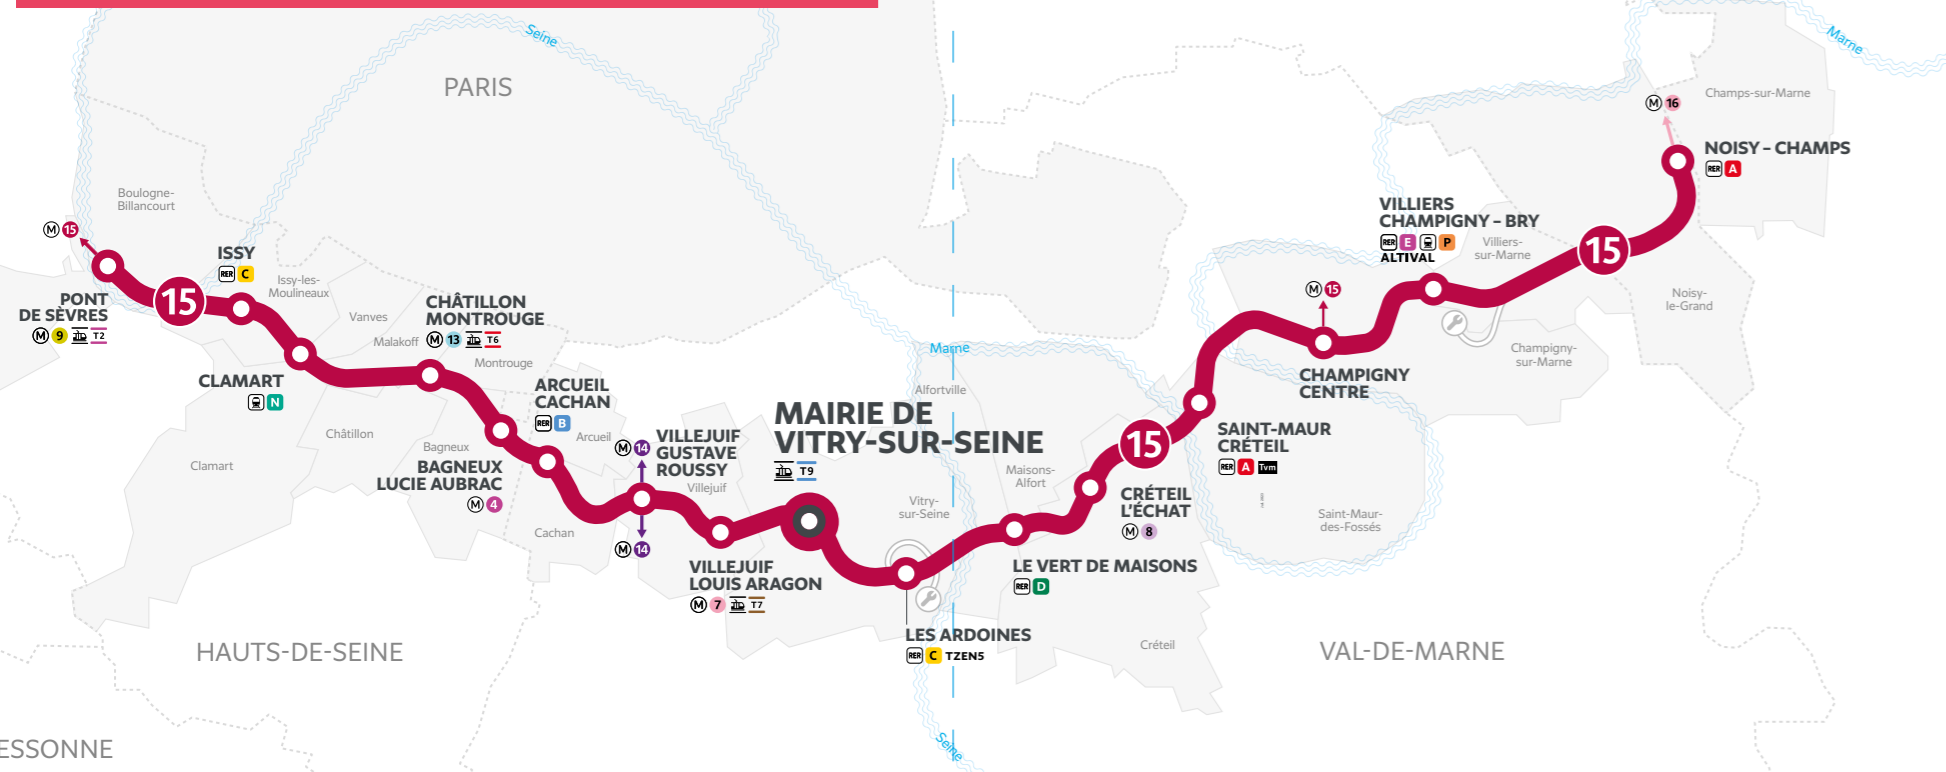 Seine
Marne
PARIS
M 16
Champs-sur-Marne
NOISY – CHAMPS
RER A
Boulogne-
Billancourt
M 15
PONT
DE SÈVRES
M 9 T2
15
ISSY
RER C
Issy-les-
Moulineaux
Vanves
Malakoff
CLAMART
N
CHÂTILLON
MONTROUGE
M 13 T6
Montrouge
Châtillon
Clamart
Bagneux
BAGNEUX
LUCIE AUBRAC
M 4
ARCUEIL
CACHAN
RER B
Arcueil
Cachan
M 14
VILLEJUIF
GUSTAVE
ROUSSY
Villejuif
M 14
VILLEJUIF
LOUIS ARAGON
M 7 T7
MAIRIE DE
VITRY-SUR-SEINE
T9
Vitry-
sur-Seine
Alfortville
Marne
LES ARDOINES
RER C TZEN5
Maisons-
Alfort
LE VERT DE MAISONS
RER D
15
CRÉTEIL
L'ÉCHAT
M 8
Créteil
SAINT-MAUR
CRÉTEIL
RER A Tvm
Saint-Maur-
des-Fossés
M 15
CHAMPIGNY
CENTRE
VILLIERS
CHAMPIGNY – BRY
RER E P
ALTIVAL
Villiers-
sur-Marne
Champigny-
sur-Marne
15
Noisy-
le-Grand
HAUTS-DE-SEINE
VAL-DE-MARNE
ESSONNE
Seine